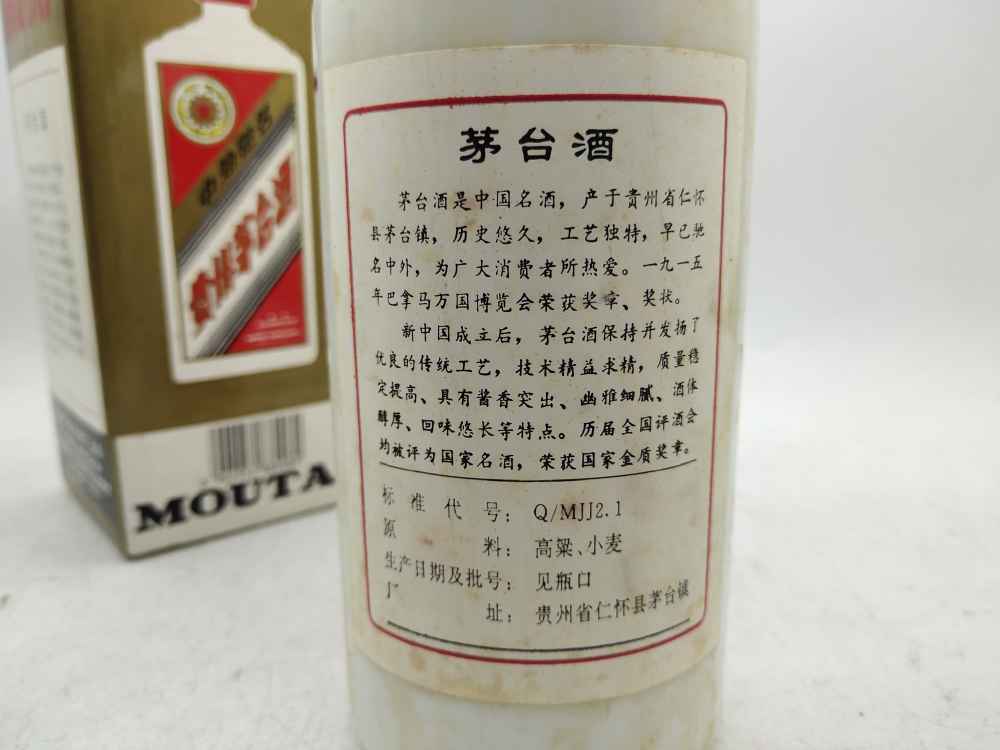 茅台酒
茅台酒是中国名酒，产于贵州省仁怀
县茅台镇，历史悠久，工艺独特，早已驰
名中外，为广大消费者所热爱。一九一五
年巴拿马万国博览会荣获奖章、奖状。
新中国成立后，茅台酒保持并发扬了
优良的传统工艺，技术精益求精，质量稳
定提高、具有酱香突出、幽雅细腻、酒体
醇厚、回味悠长等特点。历届全国评酒会
均被评为国家名酒，荣获国家金质奖章。
标准代号：Q/MJJ2.1
原料：高粱、小麦
生产日期及批号：见瓶口
厂址：贵州省仁怀县茅台镇
贵州茅台酒
MOUTA